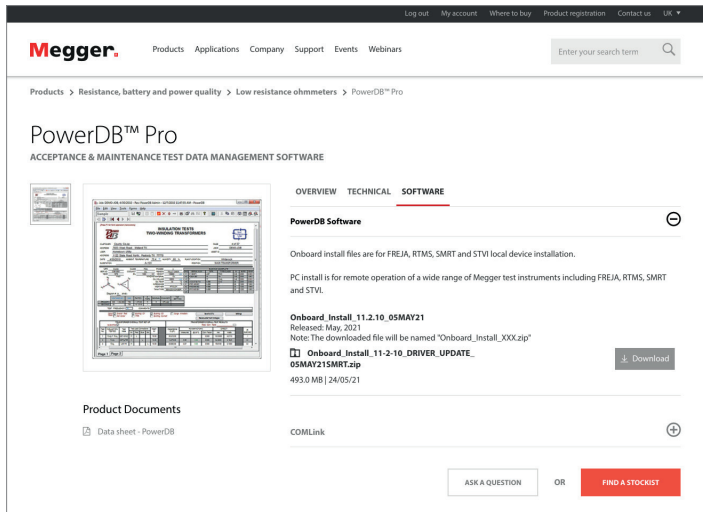 Log out My account Where to buy Product registration Contact us UK
Megger
Products Applications Company Support Events Webinars
Enter your search term
Products > Resistance, battery and power quality > Low resistance ohmmeters > PowerDB™ Pro
PowerDB™ Pro
ACCEPTANCE & MAINTENANCE TEST DATA MANAGEMENT SOFTWARE
OVERVIEW TECHNICAL SOFTWARE
PowerDB Software
Onboard install files are for FREJA, RTMS, SMRT and STVI local device installation.
PC install is for remote operation of a wide range of Megger test instruments including FREJA, RTMS, SMRT
and STVI.
Onboard_Install_11.2.10_05MAY21
Released: May, 2021
Note: The downloaded file will be named "Onboard_Install_XXX.zip"
Onboard_Install_11-2-10_DRIVER_UPDATE_
05MAY21SMRT.zip
Download
493.0 MB | 24/05/21
INSULATION TESTS
TWO-WINDING TRANSFORMERS
Page 1 Page 2
Product Documents
Data sheet - PowerDB
COMLink
ASK A QUESTION OR FIND A STOCKIST